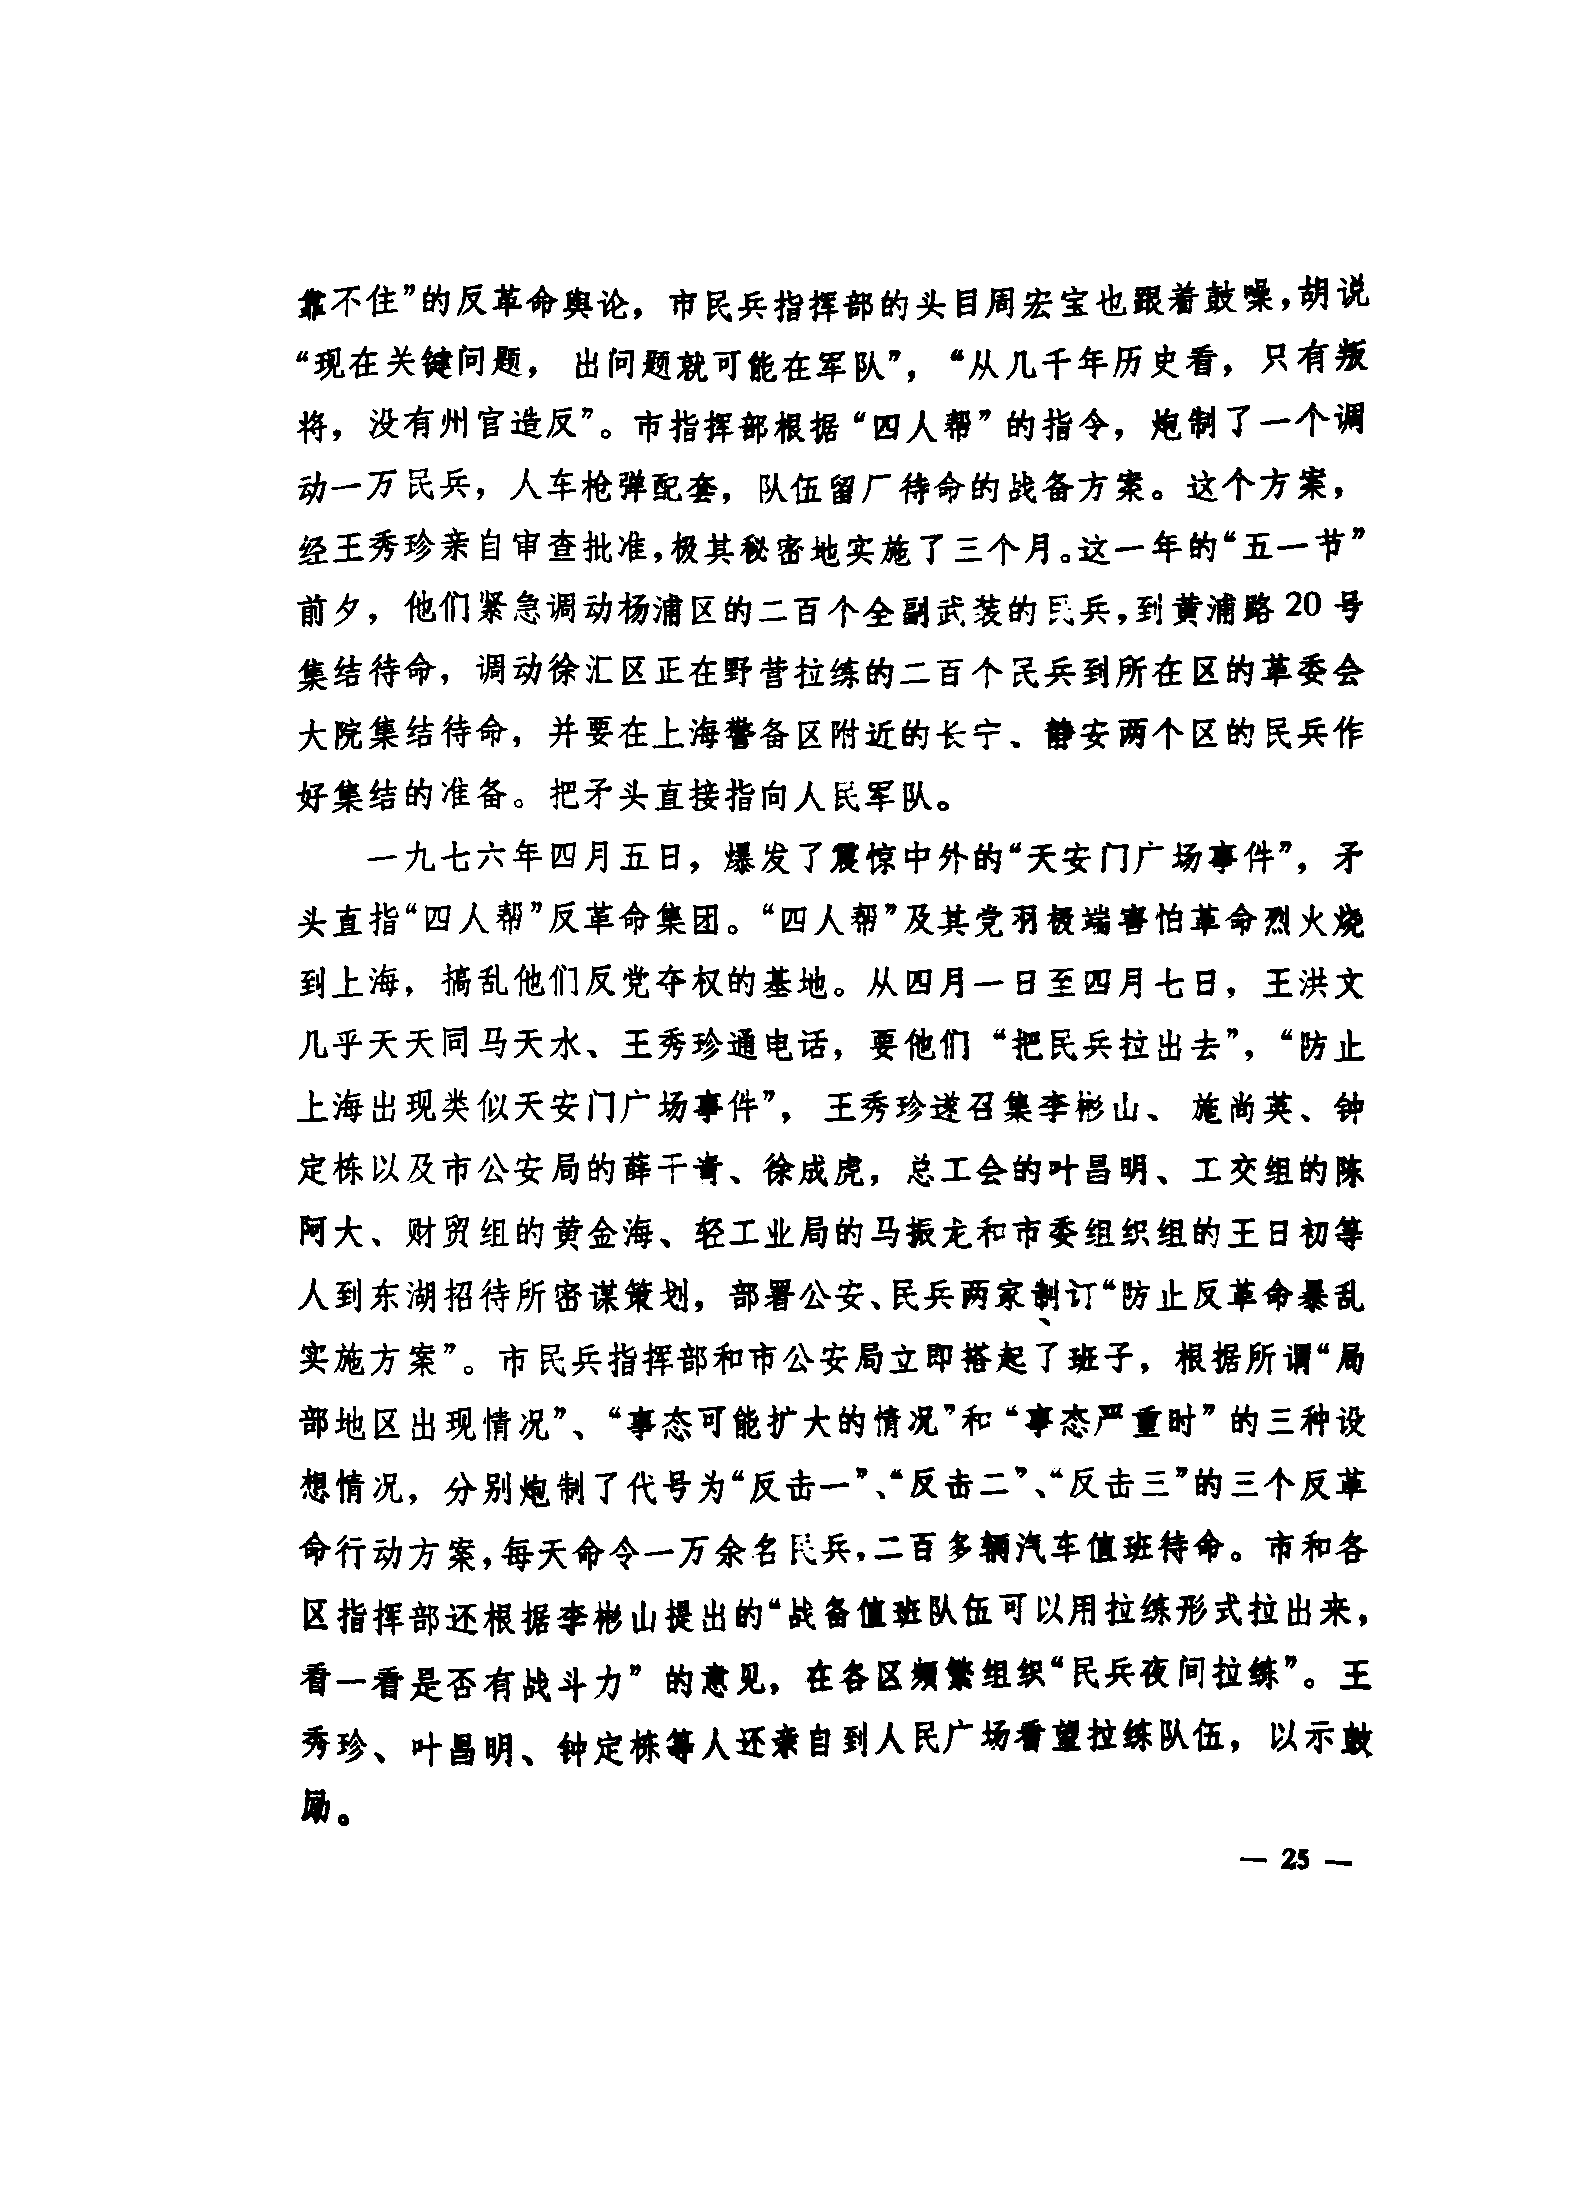 靠不住”的反革命舆论，市民兵指挥部的头目周宏宝也跟着鼓噪，胡说
“现在关键问题，出问题就可能在军队”，“从几千年历史看，只有叛
将，没有州官造反”。市指挥部根据“四人帮”的指令，炮制了一个调
动一万民兵，人车枪弹配套，队伍留厂待命的战备方案。这个方案，
经王秀珍亲自审查批准，极其秘密地实施了三个月。这一年的“五一节”
前夕，他们紧急调动杨浦区的二百个全副武装的民兵，到黄浦路20号
集结待命，调动徐汇区正在野营拉练的二百个民兵到所在区的革委会
大院集结待命，并要在上海警备区附近的长宁、静安两个区的民兵作
好集结的准备。把矛头直接指向人民军队。
一九七六年四月五日，爆发了震惊中外的“天安门广场事件”，矛
头直指“四人帮”反革命集团。“四人帮”及其党羽极端害怕革命烈火烧
到上海，搞乱他们反党夺权的基地。从四月一日至四月七日，王洪文
几乎天天同马天水、王秀珍通电话，要他们“把民兵拉出去”，“防止
上海出现类似天安门广场事件”，王秀珍遂召集李彬山、施尚英、钟
定栋以及市公安局的薛干青、徐成虎，总工会的叶昌明、工交组的陈
阿大、财贸组的黄金海、轻工业局的马振龙和市委组织组的王日初等
人到东湖招待所密谋策划，部署公安、民兵两家制订“防止反革命暴乱
实施方案”。市民兵指挥部和市公安局立即搭起了班子，根据所谓“局
部地区出现情况”、“事态可能扩大的情况”和“事态严重时”的三种设
想情况，分别炮制了代号为“反击一”、“反击二”、“反击三”的三个反革
命行动方案，每天命令一万余名民兵，二百多辆汽车值班待命。市和各
区指挥部还根据李彬山提出的“战备值班队伍可以用拉练形式拉出来，
看一看是否有战斗力”的意见，在各区频繁组织“民兵夜间拉练”。王
秀珍、叶昌明、钟定栋等人还亲自到人民广场看望拉练队伍，以示鼓
励。
— 25 —